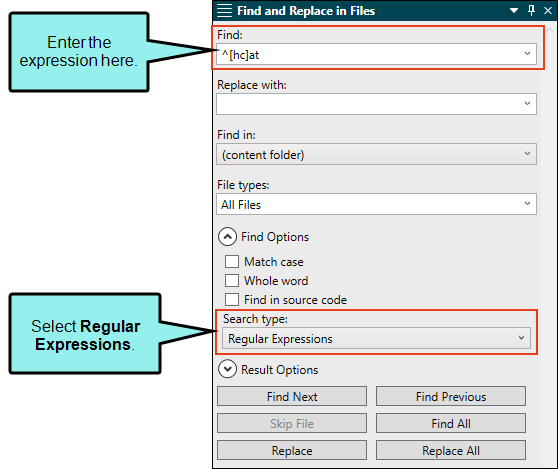 Enter the
expression here.
Find and Replace in Files
Find:
^[hc]at
Replace with:
Find in:
(content folder)
File types:
All Files
Find Options
Match case
Whole word
Find in source code
Select Regular
Expressions.
Search type:
Regular Expressions
Result Options
Find Next
Find Previous
Skip File
Find All
Replace
Replace All